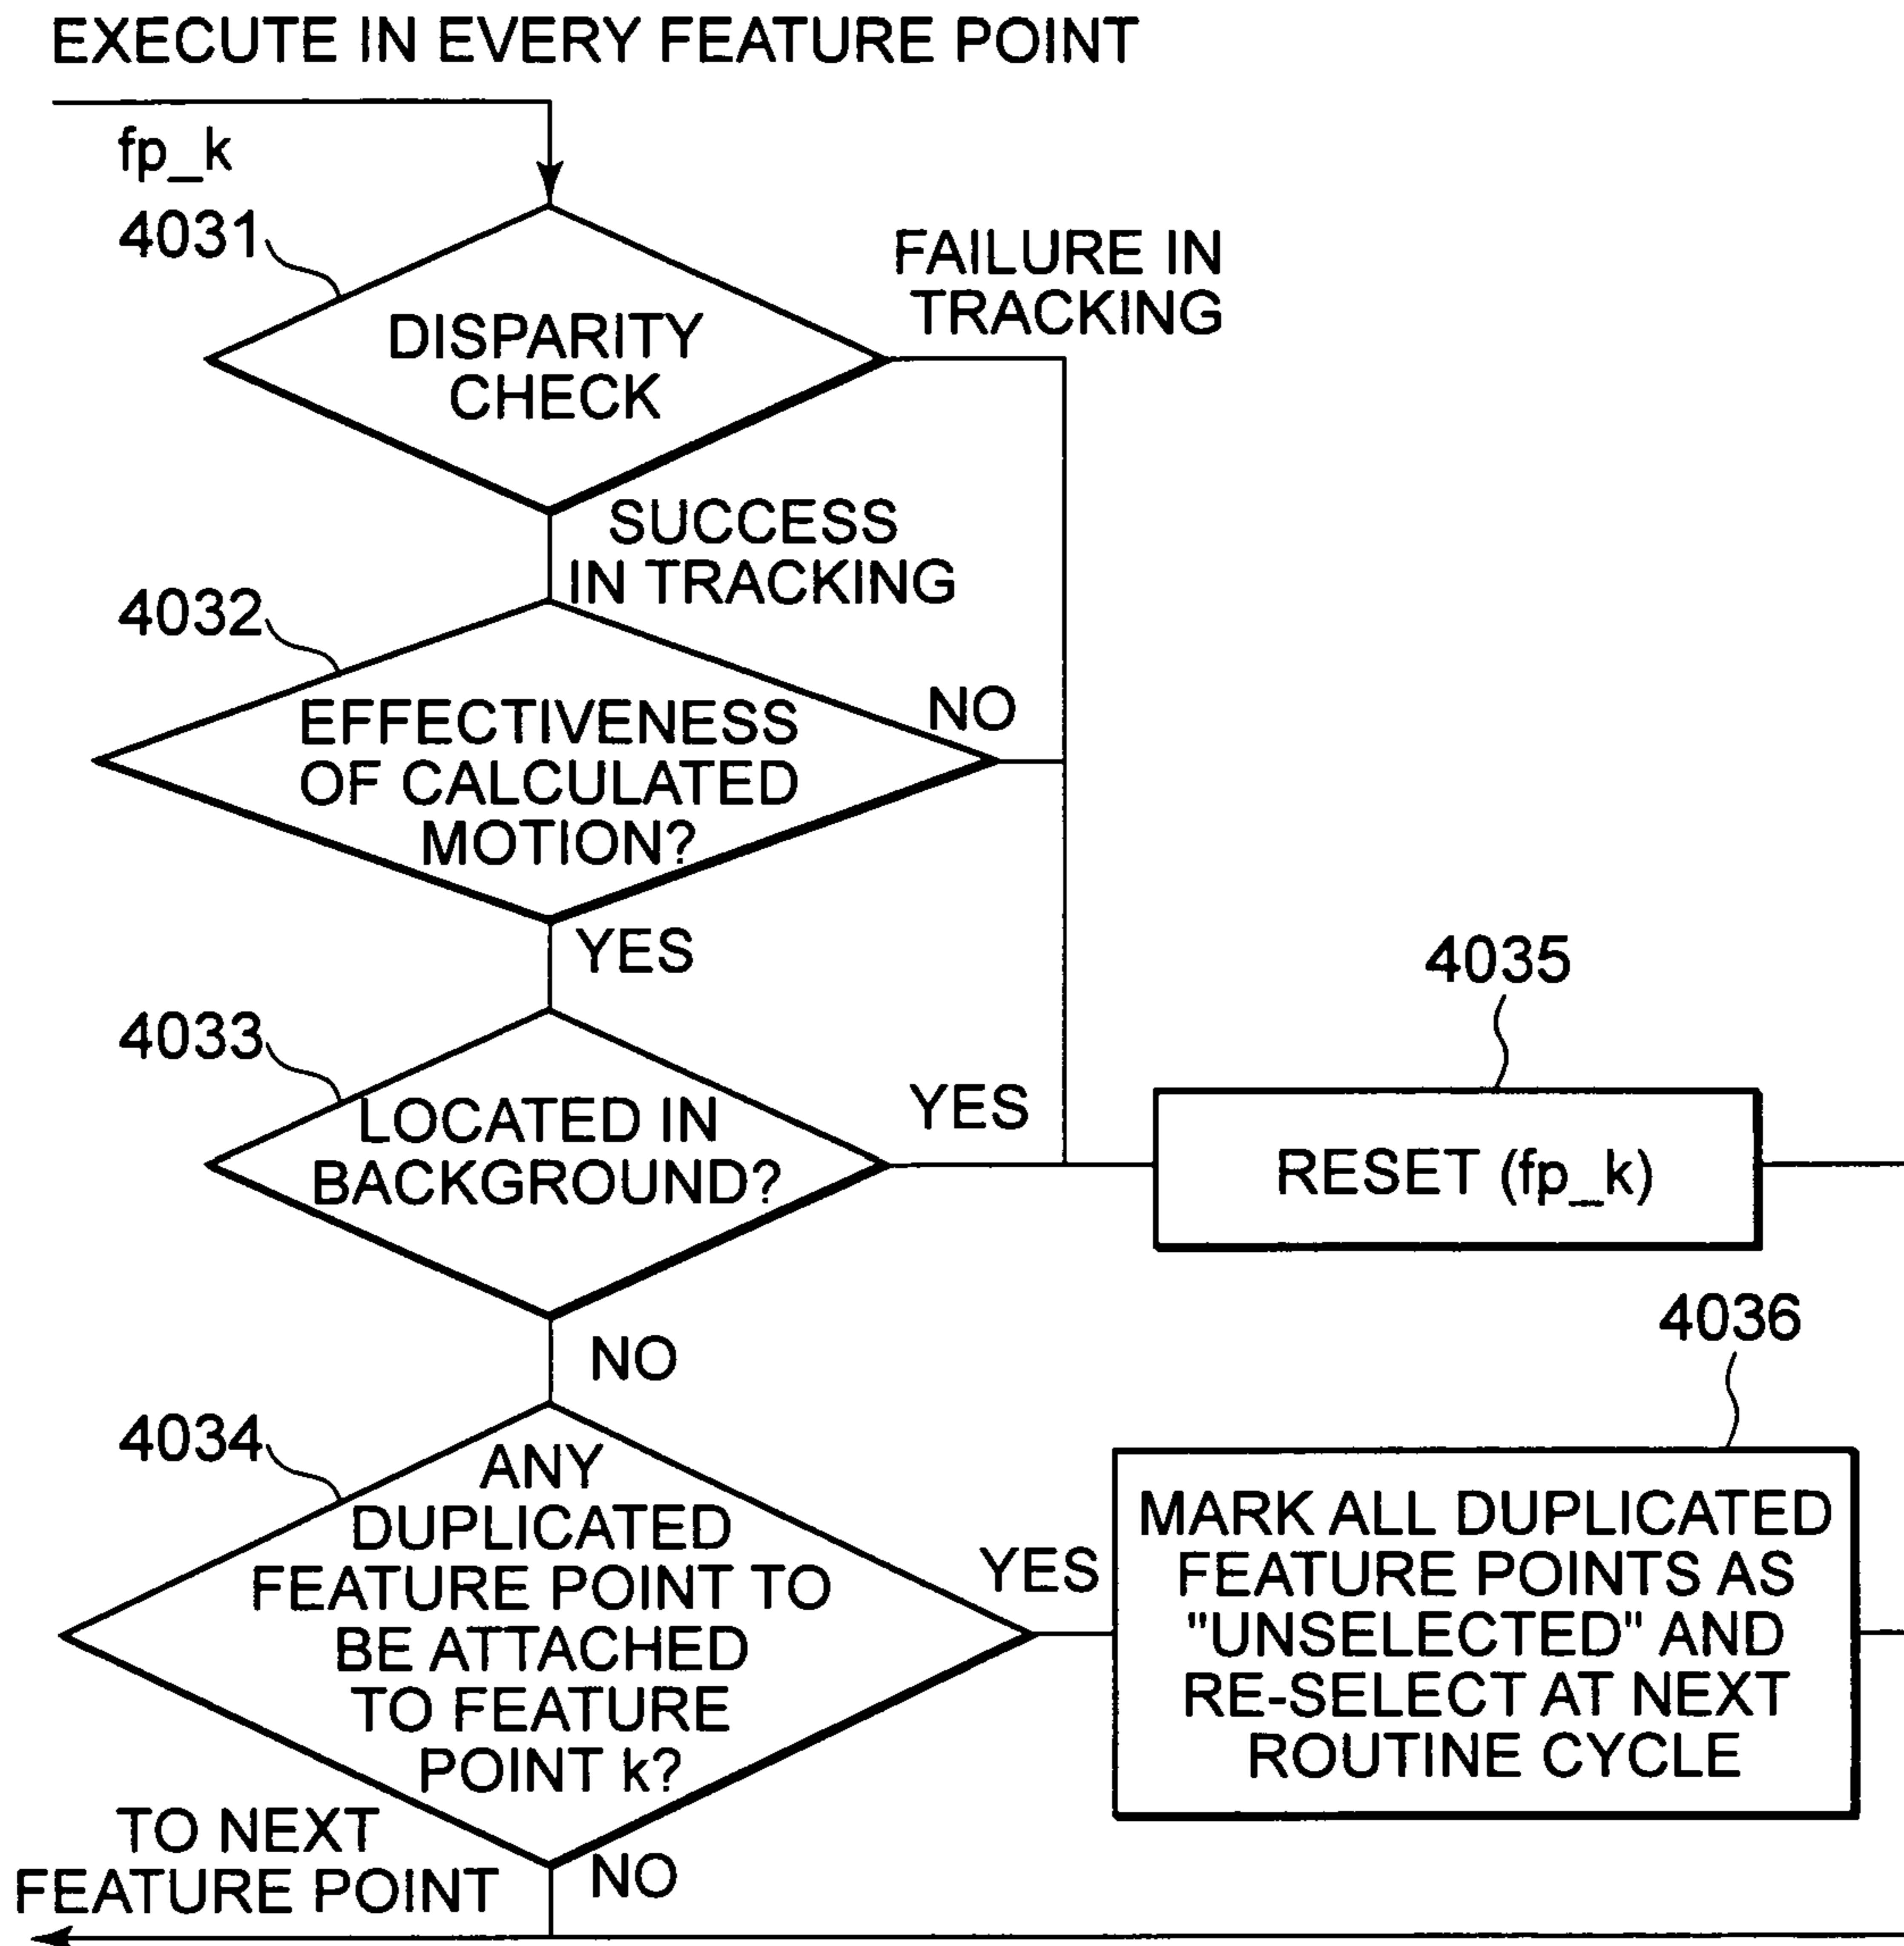 EXECUTE IN EVERY FEATURE POINT
fp_k
4031
FAILURE IN
TRACKING
DISPARITY
CHECK
SUCCESS
IN TRACKING
4032
NO
EFFECTIVENESS
OF CALCULATED
MOTION?
YES
4035
4033
YES
LOCATED IN
BACKGROUND?
RESET (fp_k)
NO
4036
4034
ANY
DUPLICATED
FEATURE POINT TO
BE ATTACHED
TO FEATURE
POINT k?
YES
MARK ALL DUPLICATED
FEATURE POINTS AS
"UNSELECTED" AND
RE-SELECT AT NEXT
ROUTINE CYCLE
TO NEXT
FEATURE POINT
NO